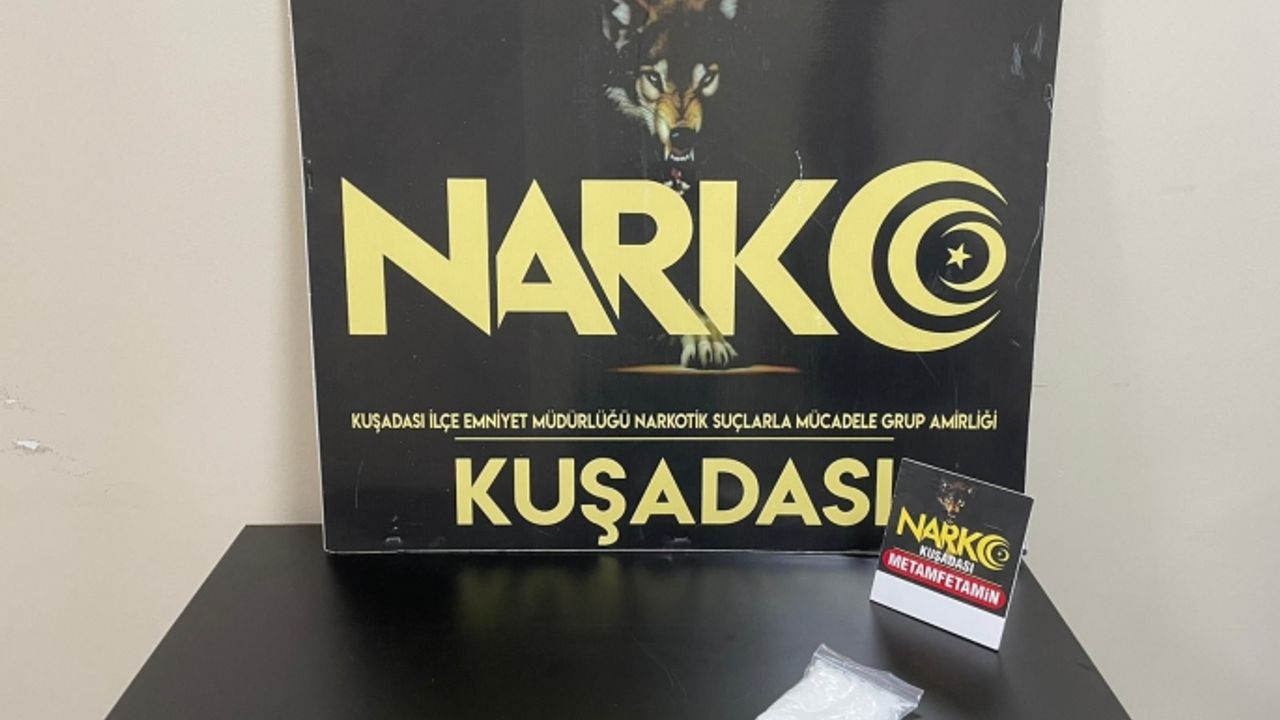 NARKO
KUŞADASI İLÇE EMNİYET MÜDÜRLÜĞÜ NARKOTİK SUÇLARLA MÜCADELE GRUP AMİRLİĞİ
KUŞADASI
NARKO
KUŞADASI
METAMFETAMİN